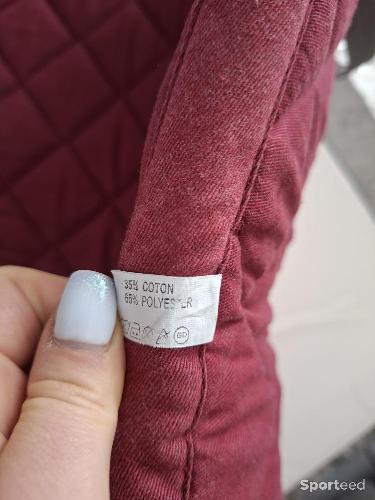 35% COTON
65% POLYESTER
Sporteed